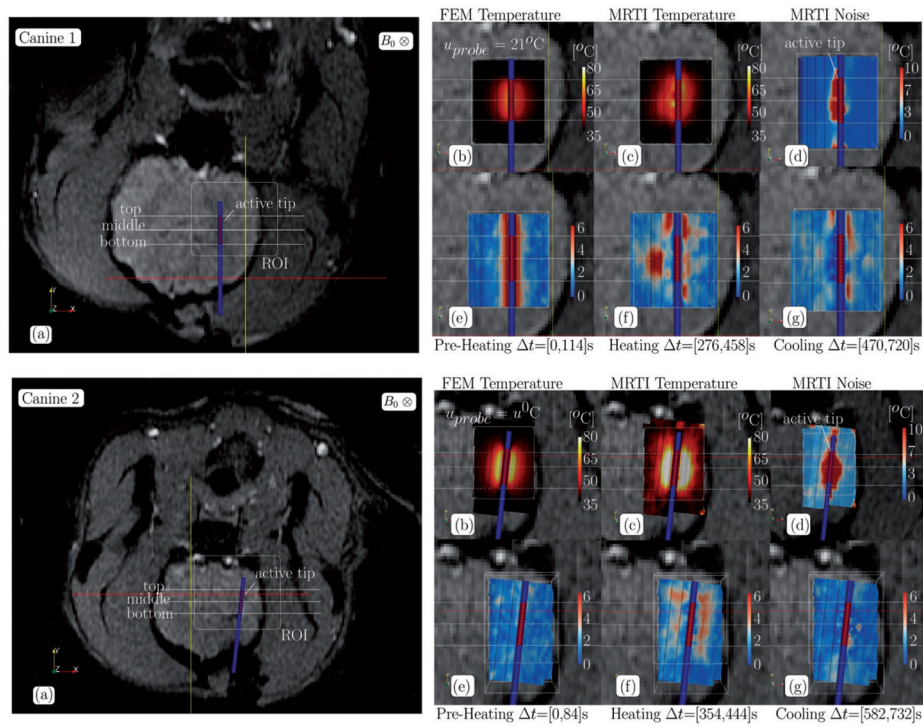 Canine 1
B₀ ⊗
top
middle
bottom
active tip
ROI
Y
Z
X
(a)
FEM Temperature
MRTI Temperature
MRTI Noise
u_probe = 21°C
[°C]
80
65
50
35
(b)
[°C]
80
65
50
35
(c)
active tip
[°C]
10
7
3
0
(d)
6
4
2
0
(e)
6
4
2
0
(f)
6
4
2
0
(g)
Pre-Heating Δt=[0,114]s
Heating Δt=[276,458]s
Cooling Δt=[470,720]s
Canine 2
B₀ ⊗
top
middle
bottom
active tip
ROI
Y
Z
X
(a)
FEM Temperature
MRTI Temperature
MRTI Noise
u_probe = u⁰C
[°C]
80
65
50
35
(b)
[°C]
80
65
50
35
(c)
active tip
[°C]
10
7
3
0
(d)
6
4
2
0
(e)
6
4
2
0
(f)
6
4
2
0
(g)
Pre-Heating Δt=[0,84]s
Heating Δt=[354,444]s
Cooling Δt=[582,732]s